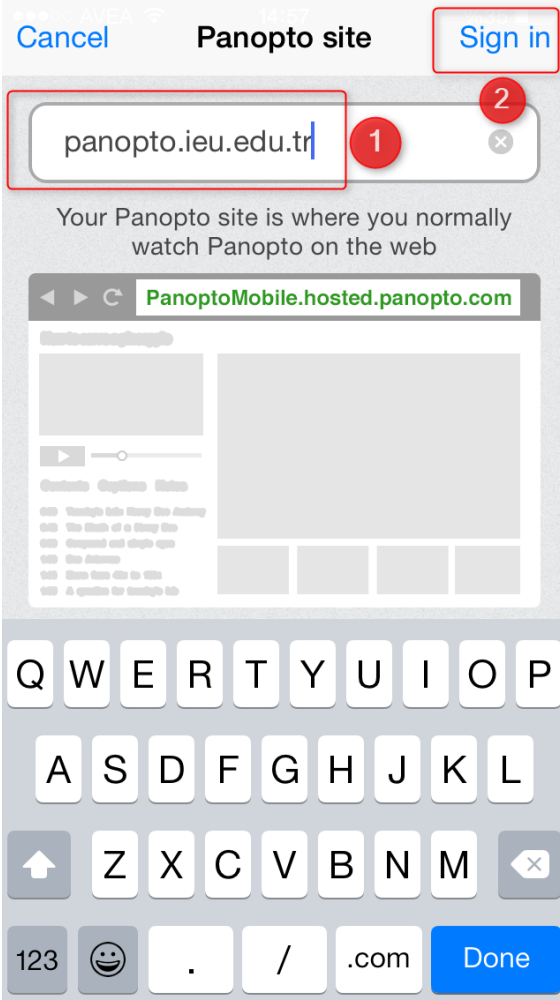 AVEA 14:57
Cancel Panopto site Sign in
2
panopto.ieu.edu.tr 1
Your Panopto site is where you normally
watch Panopto on the web
PanoptoMobile.hosted.panopto.com
Q W E R T Y U I O P
A S D F G H J K L
Z X C V B N M
123 . / .com Done